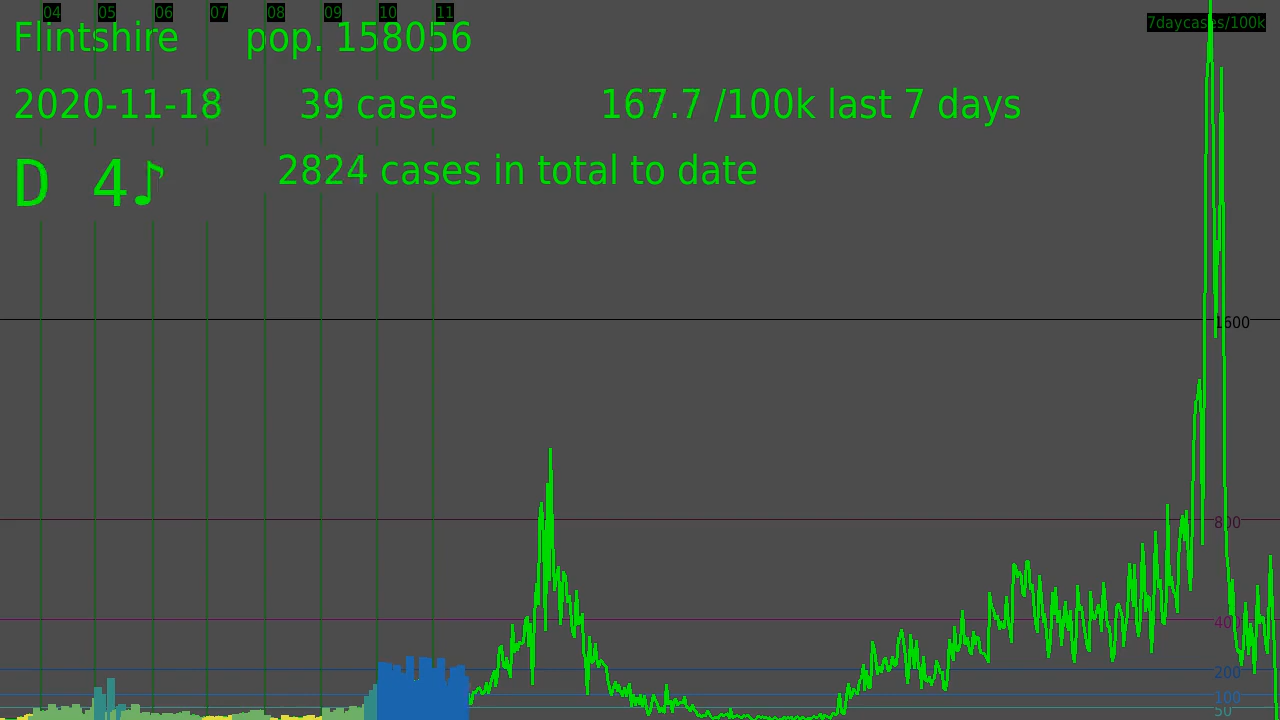 04 05 06 07 08 09 10 11
7daycases/100k
Flintshire pop. 158056
2020-11-18 39 cases 167.7 /100k last 7 days
D 4♪ 2824 cases in total to date
1600
800
400
200
100
50